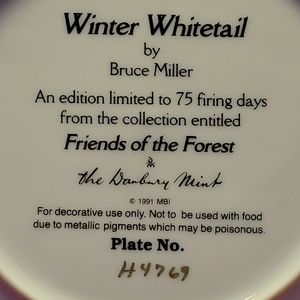 Winter Whitetail
by
Bruce Miller
An edition limited to 75 firing days
from the collection entitled
Friends of the Forest
the Danbury Mint
© 1991 MBI
For decorative use only. Not to be used with food
due to metallic pigments which may be poisonous.
Plate No.
H4769